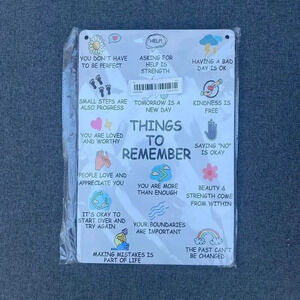 HELP
YOU DON'T HAVE
TO BE PERFECT
ASKING FOR
HELP IS
STRENGTH
HAVING A BAD
DAY IS OK
SMALL STEPS ARE
ALSO PROGRESS
TOMORROW IS A
NEW DAY
KINDNESS IS
FREE
YOU ARE LOVED
AND WORTHY
THINGS
TO
REMEMBER
SAYING "NO"
IS OKAY
PEOPLE LOVE AND
APPRECIATE YOU
YOU ARE MORE
THAN ENOUGH
BEAUTY &
STRENGTH COME
FROM WITHIN
IT'S OKAY TO
START OVER AND
TRY AGAIN
YOUR BOUNDARIES
ARE IMPORTANT
MAKING MISTAKES IS
PART OF LIFE
THE PAST CAN'T
BE CHANGED